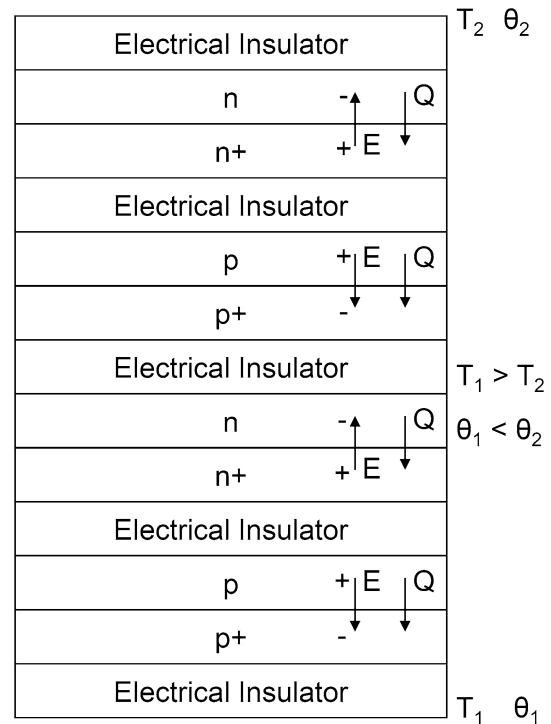 T₂ θ₂
Electrical Insulator
n - Q
n+ + E
Electrical Insulator
p + E Q
p+ -
Electrical Insulator
T₁ > T₂
n - Q
θ₁ < θ₂
n+ + E
Electrical Insulator
p + E Q
p+ -
Electrical Insulator
T₁ θ₁